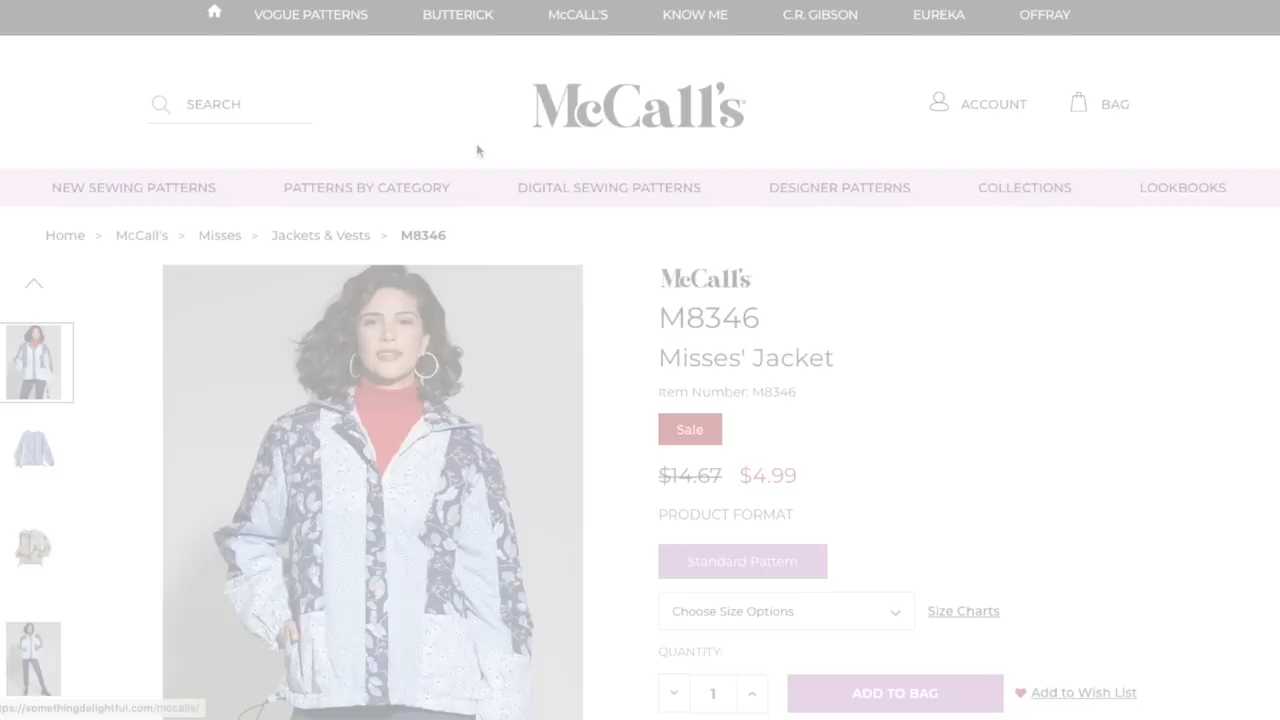 VOGUE PATTERNS BUTTERICK McCALL'S KNOW ME C.R. GIBSON EUREKA OFFRAY
SEARCH
McCall's
ACCOUNT
BAG
NEW SEWING PATTERNS PATTERNS BY CATEGORY DIGITAL SEWING PATTERNS DESIGNER PATTERNS COLLECTIONS LOOKBOOKS
Home > McCall's > Misses > Jackets & Vests > M8346
McCall's
M8346
Misses' Jacket
Item Number: M8346
Sale
$14.67 $4.99
PRODUCT FORMAT
Standard Pattern
Choose Size Options
Size Charts
QUANTITY:
1
ADD TO BAG
Add to Wish List
tps://somethingdelightful.com/mccalls/